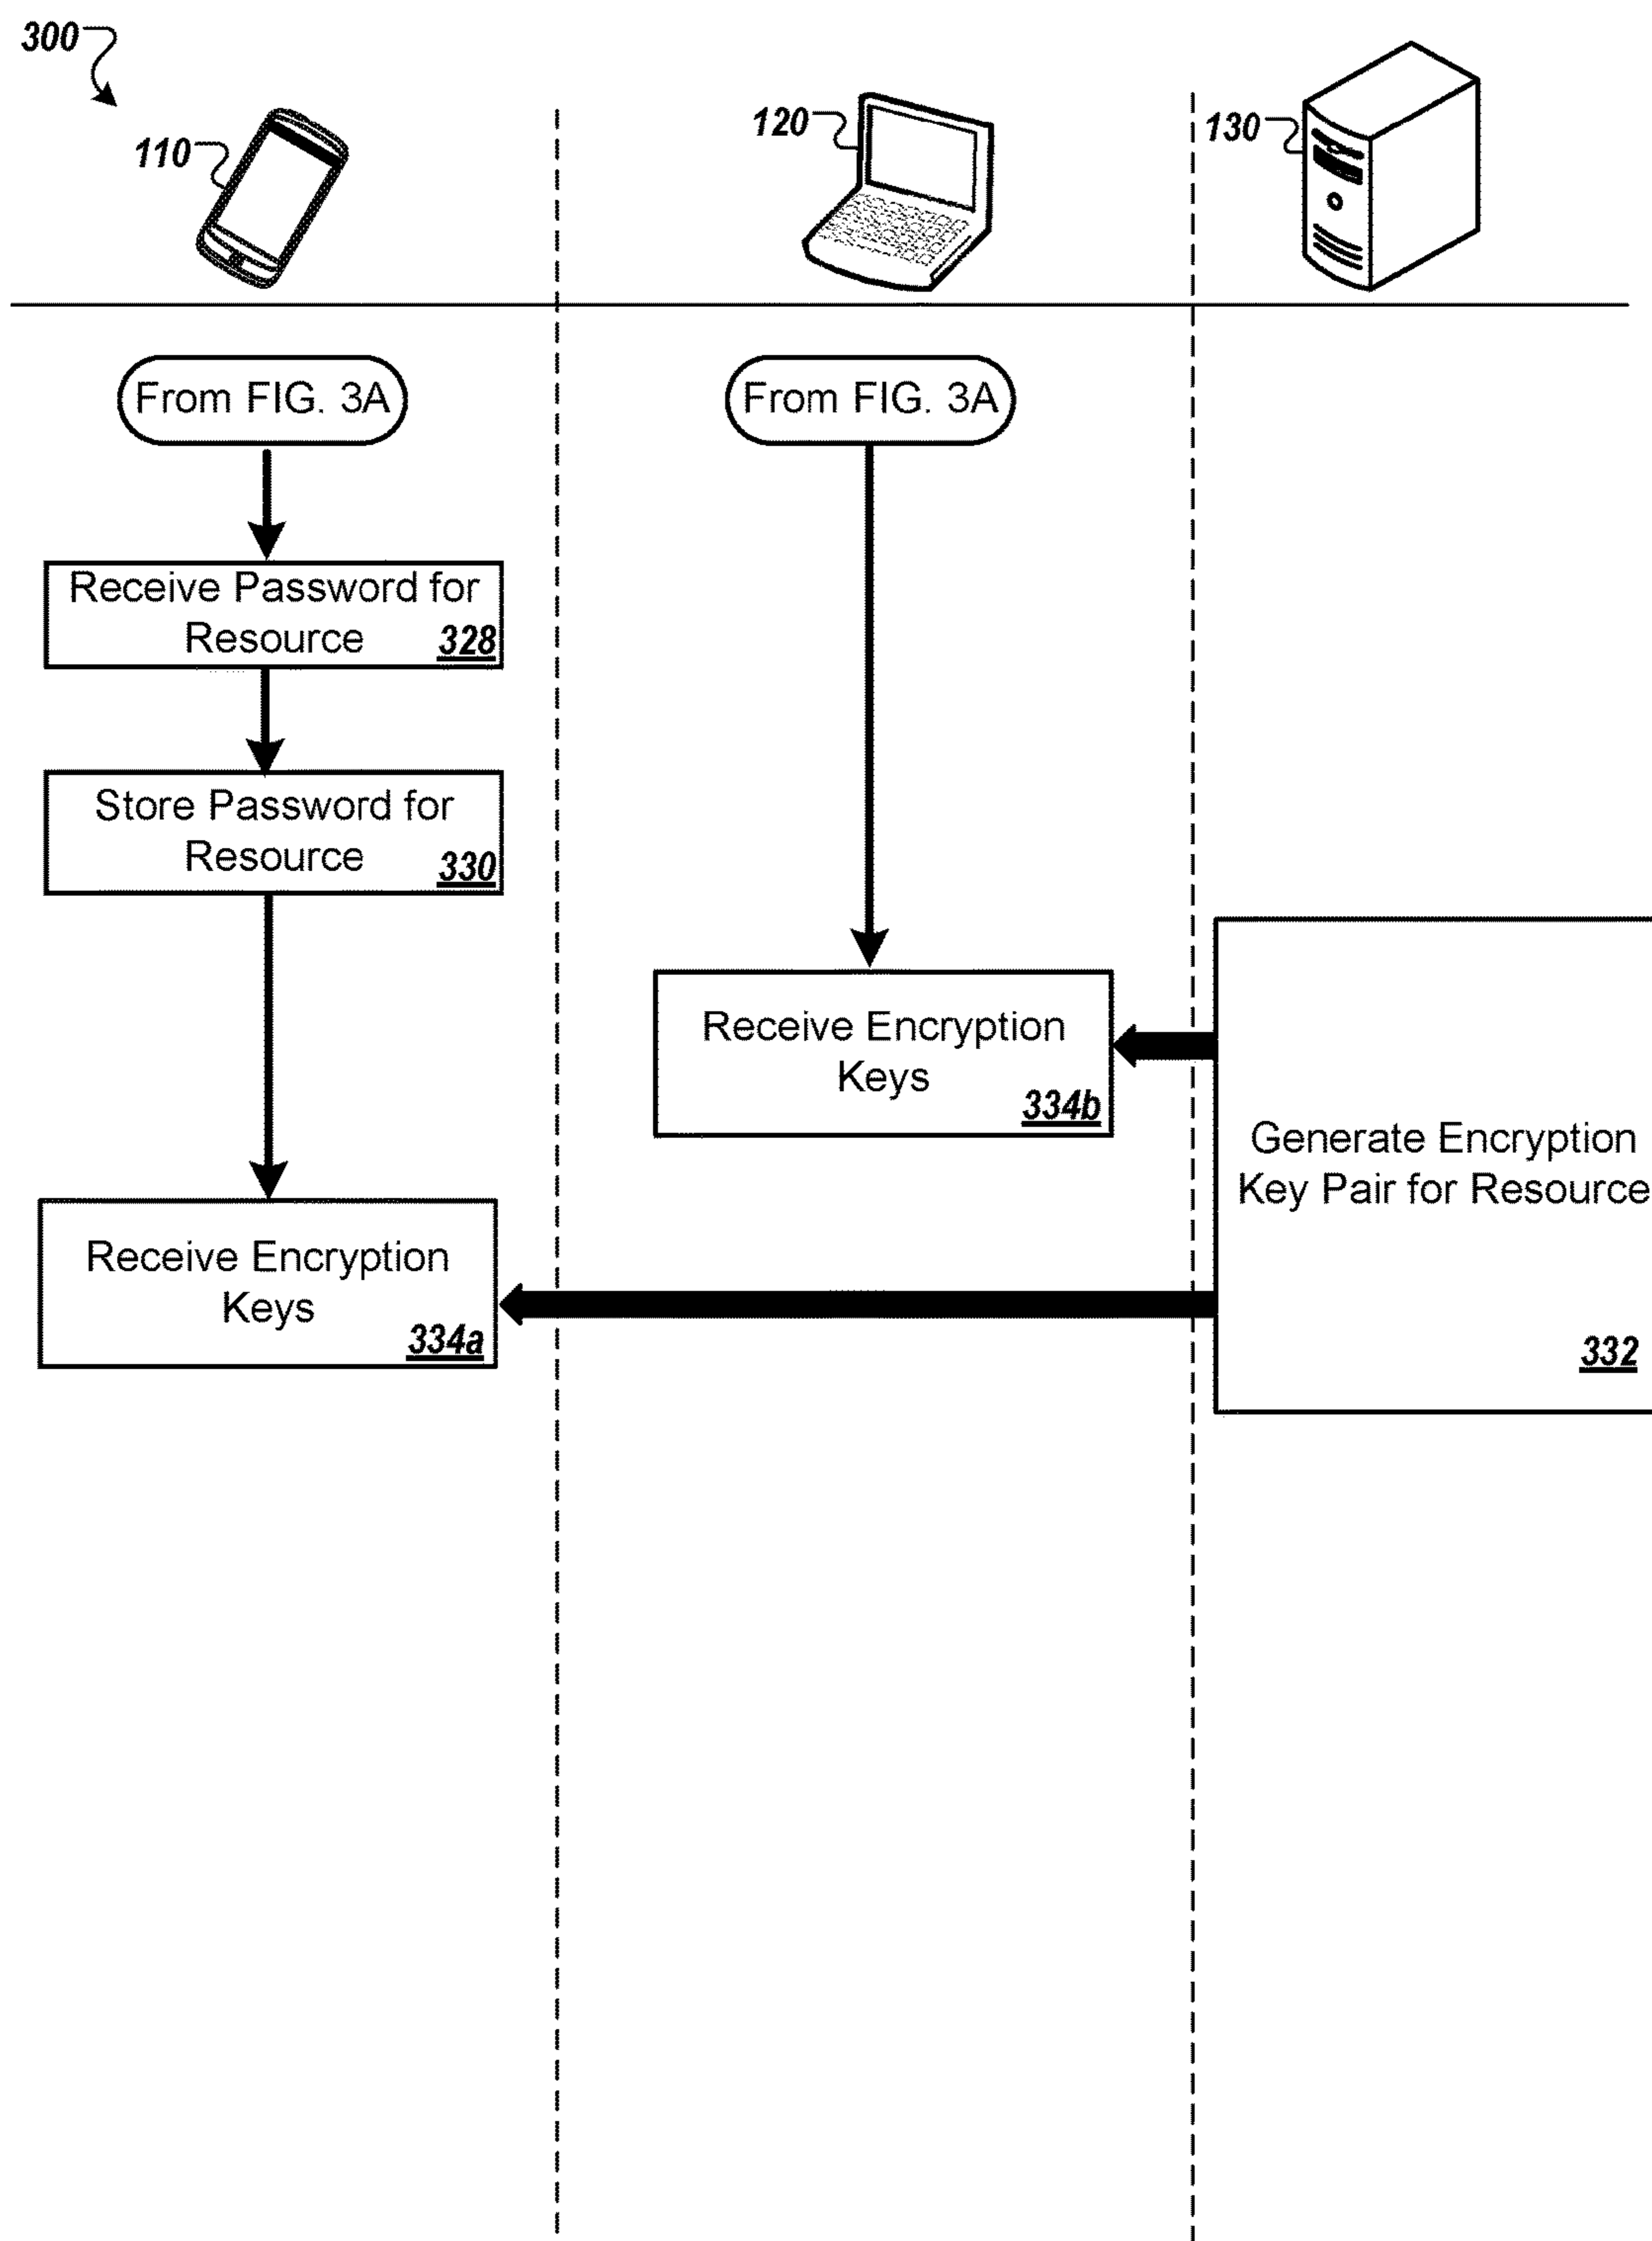 300
110
120
130
From FIG. 3A
From FIG. 3A
Receive Password for
Resource
328
Store Password for
Resource
330
Receive Encryption
Keys
334b
Generate Encryption
Key Pair for Resource
332
Receive Encryption
Keys
334a